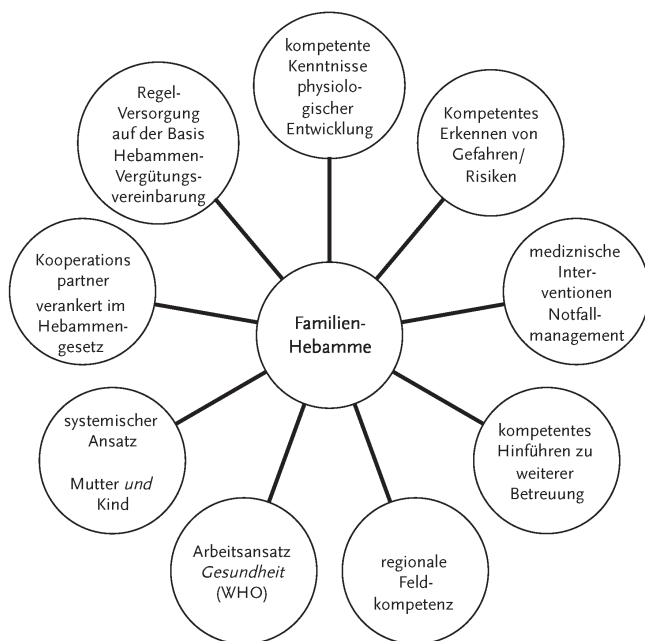 kompetente
Kenntnisse
physiolo-
gischer
Entwicklung
Kompetentes
Erkennen von
Gefahren/
Risiken
mediznische
Inter-
ventionen
Notfall-
management
kompetentes
Hinführen zu
weiterer
Betreuung
regionale
Feld-
kompetenz
Arbeitsansatz
Gesundheit
(WHO)
systemischer
Ansatz
Mutter und
Kind
Kooperations
partner
verankert im
Hebammen-
gesetz
Regel-
Versorgung
auf der Basis
Hebammen-
Vergütungs-
vereinbarung
Familien-
Hebamme